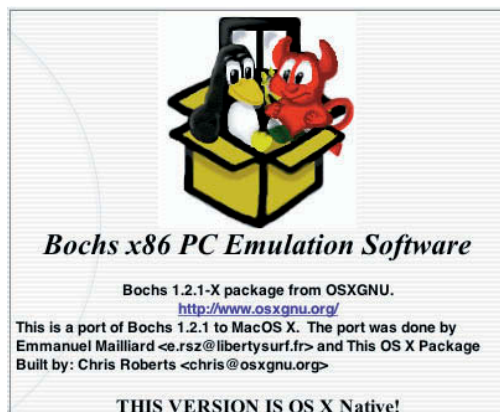 Bochs x86 PC Emulation Software
Bochs 1.2.1-X package from OSXGNU.
http://www.osxgnu.org/
This is a port of Bochs 1.2.1 to MacOS X. The port was done by
Emmanuel Mailliard <e.rsz@libertysurf.fr> and This OS X Package
Built by: Chris Roberts <chris@osxgnu.org>
THIS VERSION IS OS X Native!